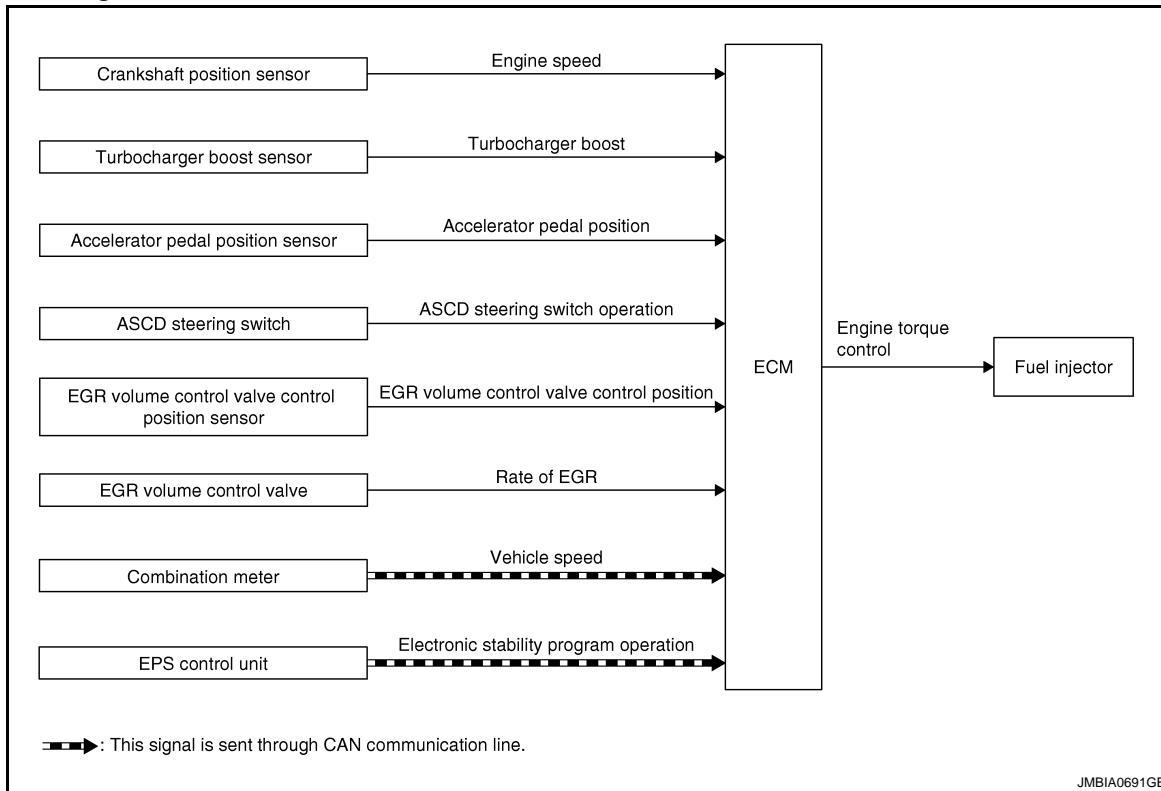 Crankshaft position sensor
Engine speed
Turbocharger boost sensor
Turbocharger boost
Accelerator pedal position sensor
Accelerator pedal position
ASCD steering switch
ASCD steering switch operation
EGR volume control valve control
position sensor
EGR volume control valve control position
EGR volume control valve
Rate of EGR
Combination meter
Vehicle speed
EPS control unit
Electronic stability program operation
ECM
Engine torque
control
Fuel injector
: This signal is sent through CAN communication line.
JMBIA0691GB